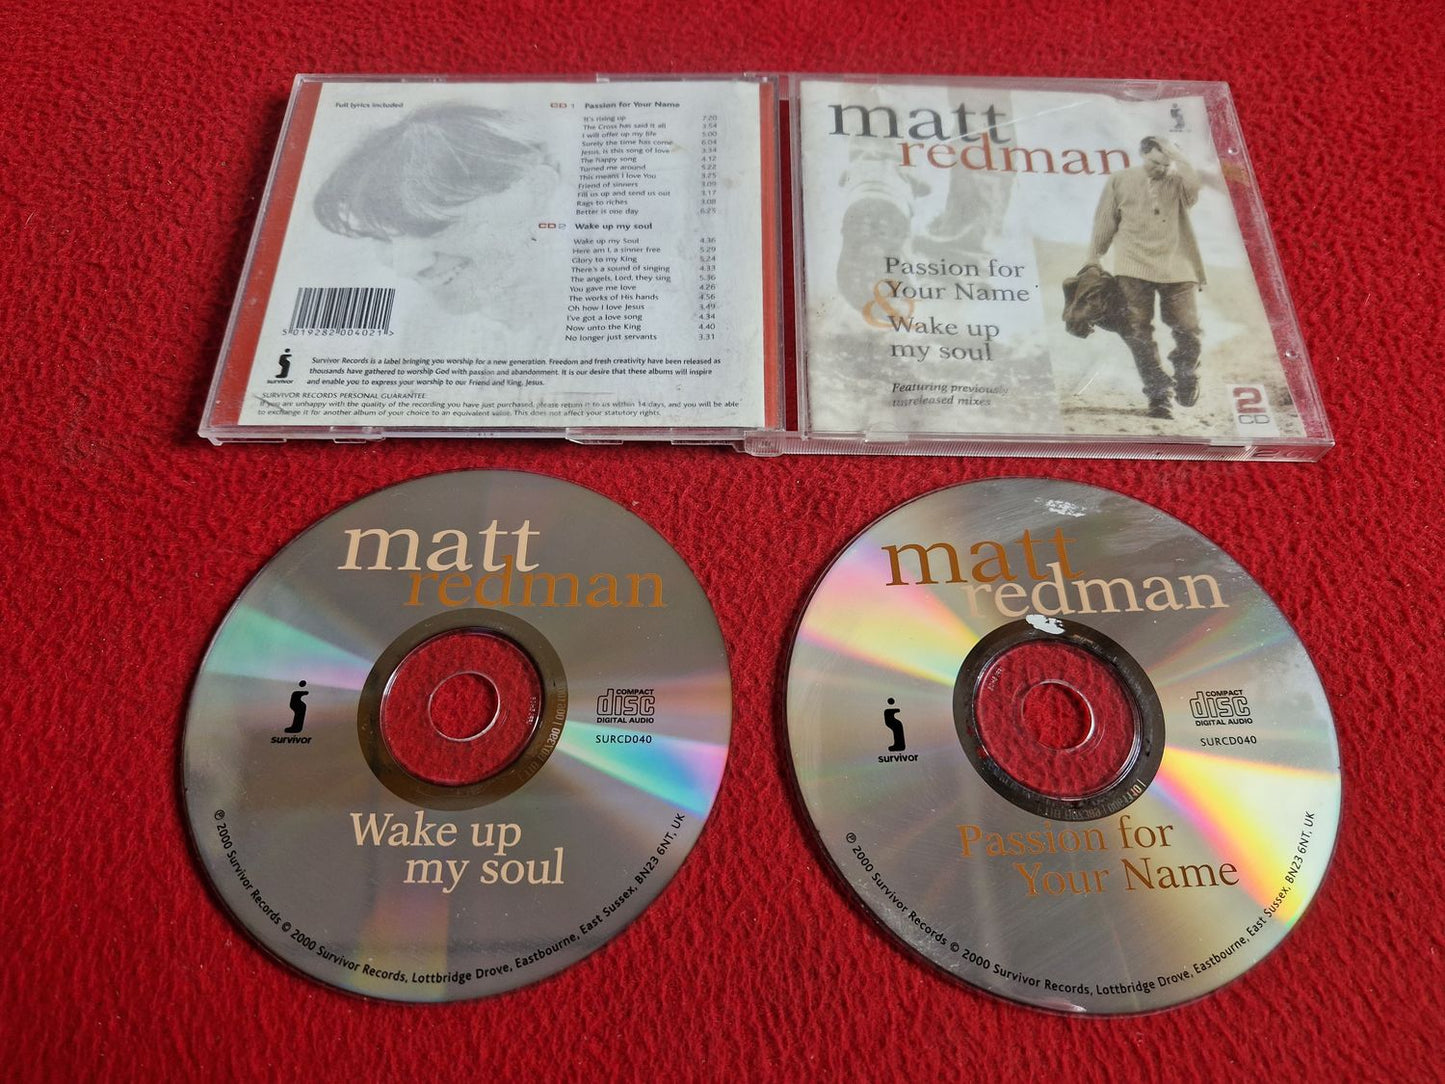 Full lyrics included
CD 1 Passion for Your Name
It's rising up 7:20
The Cross has said it all 3.54
I will offer up my life 5:00
Surely the time has come 6:04
Jesus, is this song of love 3.34
The happy song 4.12
Turned me around 5.22
This means I love You 3.25
Friend of sinners 3.09
Fill us up and send us out 3.17
Rags to riches 3.08
Better is one day 6:25
CD 2 Wake up my soul
Wake up my Soul 4.36
Here am I, a sinner free 5.29
Glory to my King 5.24
There's a sound of singing 4.33
The angels, Lord, they sing 5.36
You gave me love 4.26
The works of His hands 4.56
Oh how I love Jesus 3.49
I've got a love song 4.34
Now unto the King 4.40
No longer just servants 3.31
5 019282 004021 >
survivor
Survivor Records is a label bringing you worship for a new generation. Freedom and fresh creativity have been released as
thousands have gathered to worship God with passion and abandonment. It is our desire that these albums will inspire
and enable you to express your worship to our Friend and King, Jesus.
SURVIVOR RECORDS PERSONAL GUARANTEE:
If you are unhappy with the quality of the recording you have just purchased, please return it to us within 14 days, and you will be able
to exchange it for another album of your choice to an equivalent value. This does not affect your statutory rights.
matt
redman
Passion for
Your Name
&
Wake up
my soul
Featuring previously
unreleased mixes
2
CD
matt
redman
survivor
COMPACT
disc
DIGITAL AUDIO
SURCD040
Wake up
my soul
℗ 2000 Survivor Records © 2000 Survivor Records, Lottbridge Drove, Eastbourne, East Sussex, BN23 6NT, UK
matt
redman
survivor
COMPACT
disc
DIGITAL AUDIO
SURCD040
Passion for
Your Name
℗ 2000 Survivor Records © 2000 Survivor Records, Lottbridge Drove, Eastbourne, East Sussex, BN23 6NT, UK